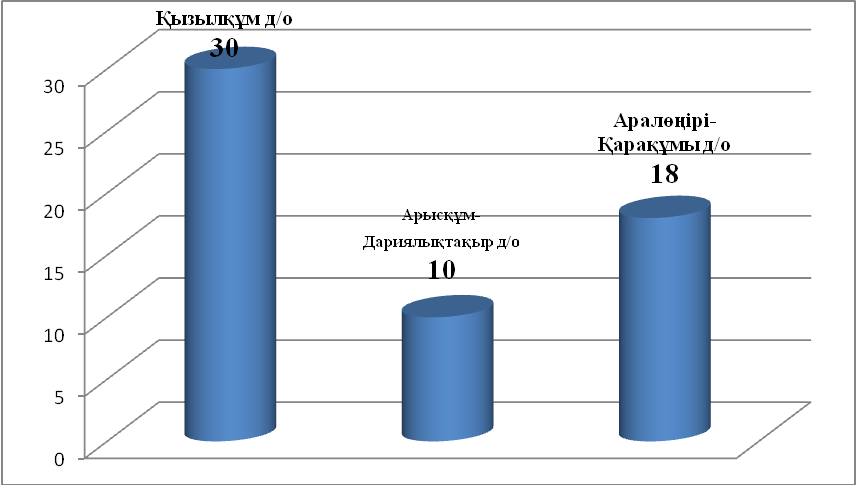 Қызылқұм д/о
30
Аралөңірі-
Қарақұмы д/о
18
Арысқұм-
Дариялықтақыр д/о
10
30
25
20
15
10
5
0